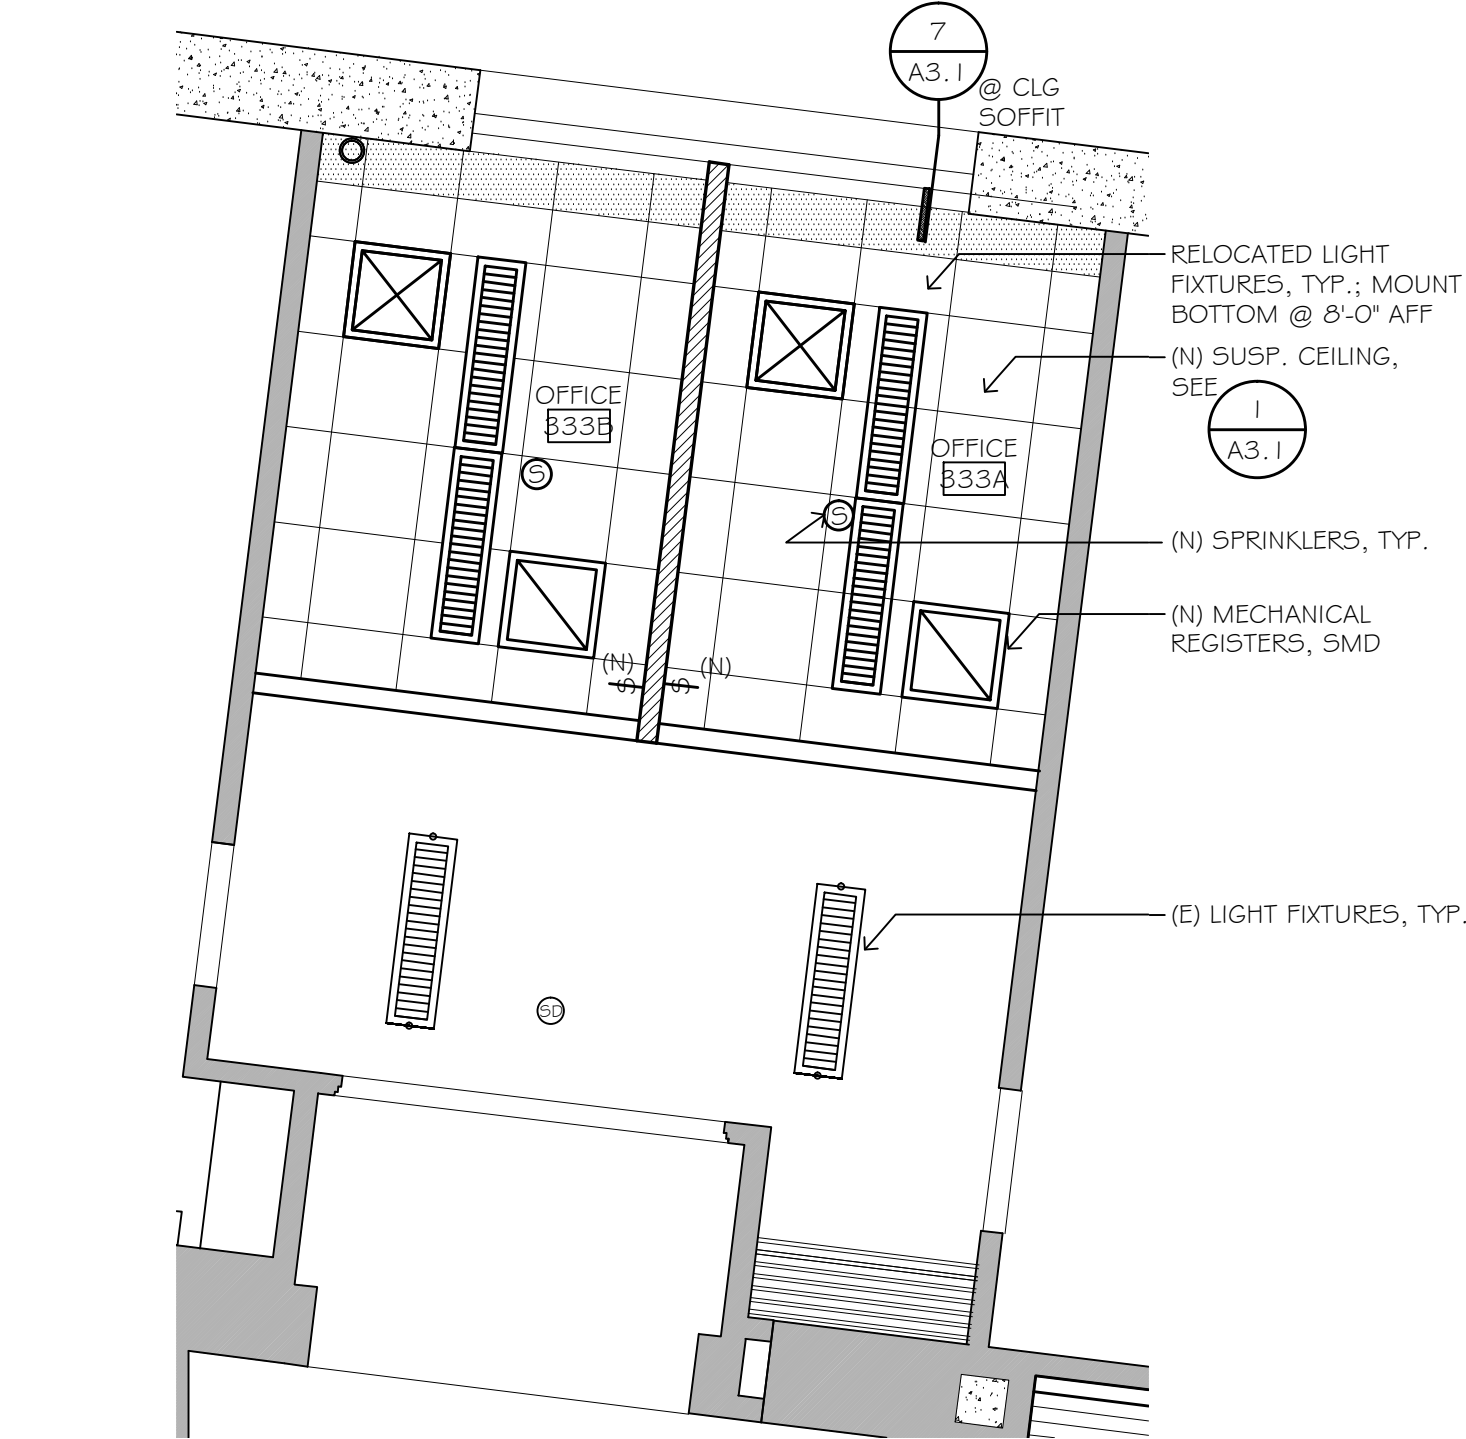 7
A3.1
@ CLG
SOFFIT
RELOCATED LIGHT
FIXTURES, TYP.; MOUNT
BOTTOM @ 8'-0" AFF
(N) SUSP. CEILING,
SEE
1
A3.1
OFFICE
333B
OFFICE
333A
S
S
(N) SPRINKLERS, TYP.
(N) MECHANICAL
REGISTERS, SMD
(N)
(N)
S
S
(E) LIGHT FIXTURES, TYP.
SD